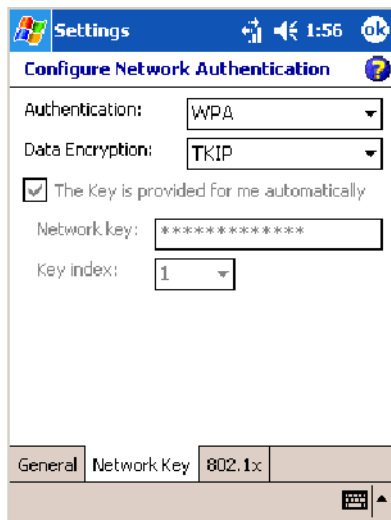 Settings 1:56 ok
Configure Network Authentication ?
Authentication: WPA
Data Encryption: TKIP
The Key is provided for me automatically
Network key: *************
Key index: 1
General Network Key 802.1x